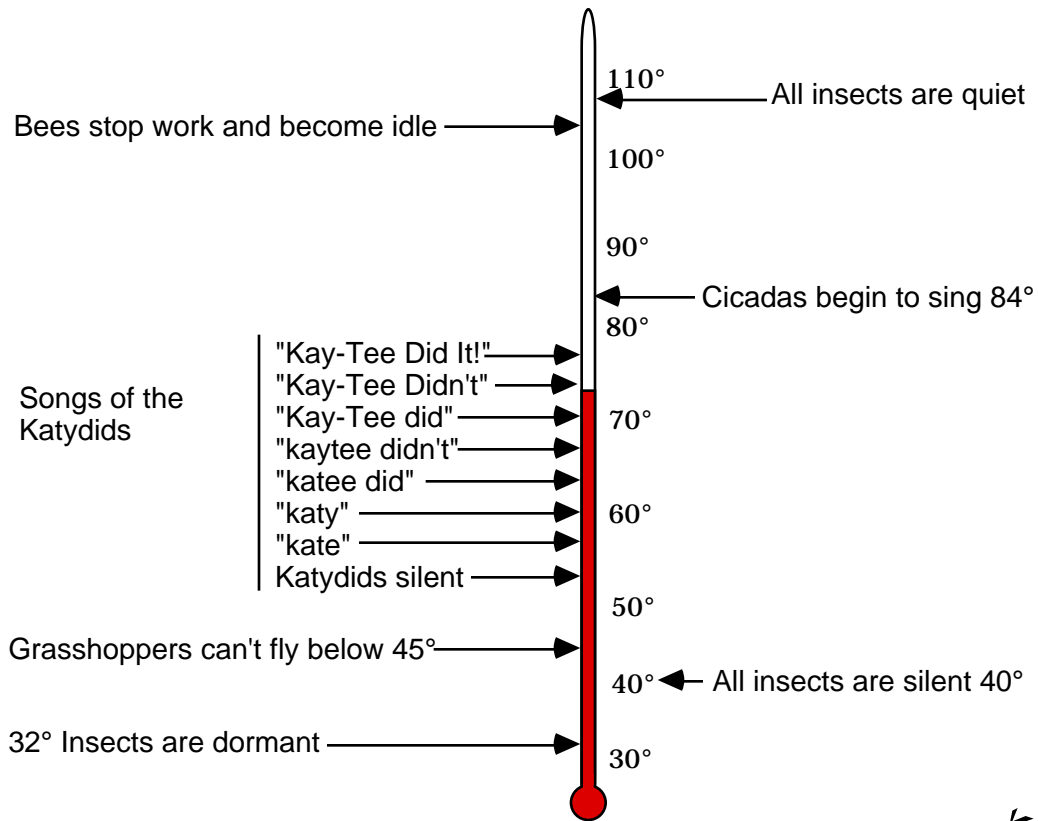 110°
All insects are quiet
Bees stop work and become idle
100°
90°
Cicadas begin to sing 84°
80°
"Kay-Tee Did It!"
"Kay-Tee Didn't"
Songs of the
Katydids
"Kay-Tee did"
70°
"kaytee didn't"
"katee did"
"katy"
60°
"kate"
Katydids silent
50°
Grasshoppers can't fly below 45°
40°
All insects are silent 40°
32° Insects are dormant
30°